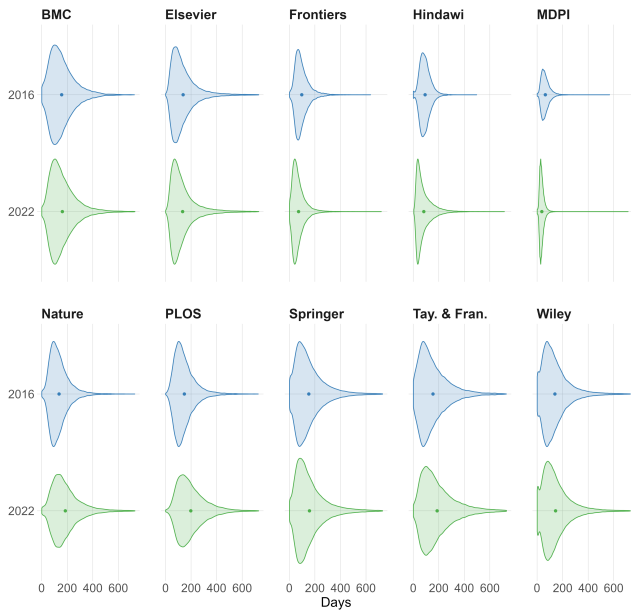 BMC Elsevier Frontiers Hindawi MDPI
2016
2022
Nature PLOS Springer Tay. & Fran. Wiley
2016
2022
0 200 400 600 0 200 400 600 0 200 400 600 0 200 400 600 0 200 400 600
Days